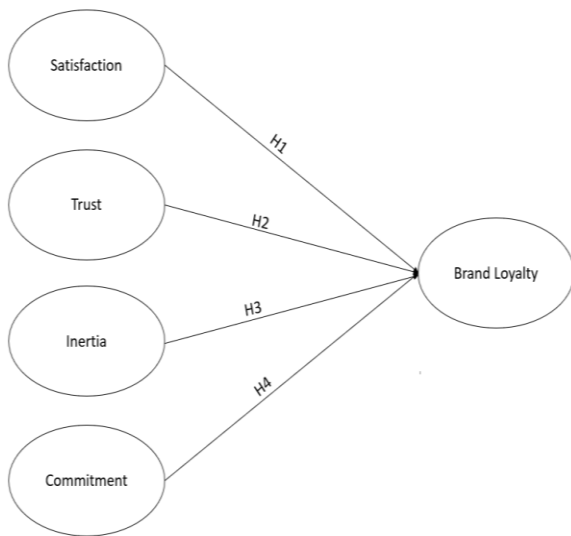 Satisfaction
H1
Trust
H2
Brand Loyalty
H3
Inertia
H4
Commitment